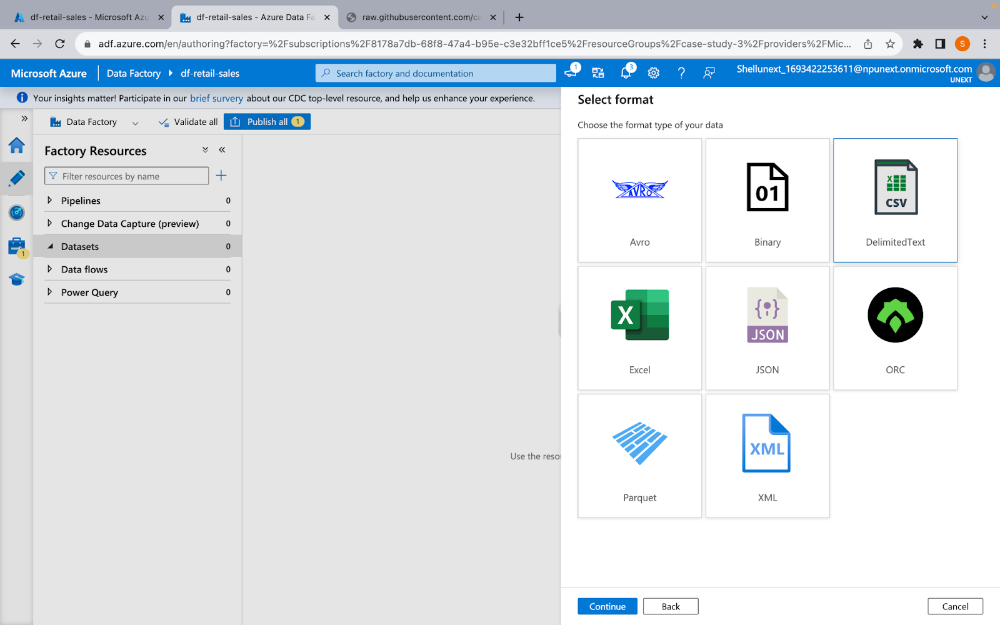 df-retail-sales - Microsoft Azu
df-retail-sales - Azure Data Fa
raw.githubusercontent.com/ca
adf.azure.com/en/authoring?factory=%2Fsubscriptions%2F8178a7db-68f8-47a4-b95e-c3e32bff1ce5%2FresourceGroups%2Fcase-study-3%2Fproviders%2FMic...
S
Microsoft Azure
Data Factory
df-retail-sales
Search factory and documentation
1
3
Shellunext_1693422253611@npunext.onmicrosoft.com
UNEXT
Your insights matter! Participate in our brief survey about our CDC top-level resource, and help us enhance your experience.
Data Factory
Validate all
Publish all 1
Factory Resources
Filter resources by name
Pipelines 0
Change Data Capture (preview) 0
Datasets 0
1
Data flows 0
Power Query 0
Use the resou
Select format
Choose the format type of your data
AVRO
Avro
01
Binary
X
CSV
DelimitedText
X
Excel
JSON
JSON
ORC
Parquet
XML
XML
Continue
Back
Cancel